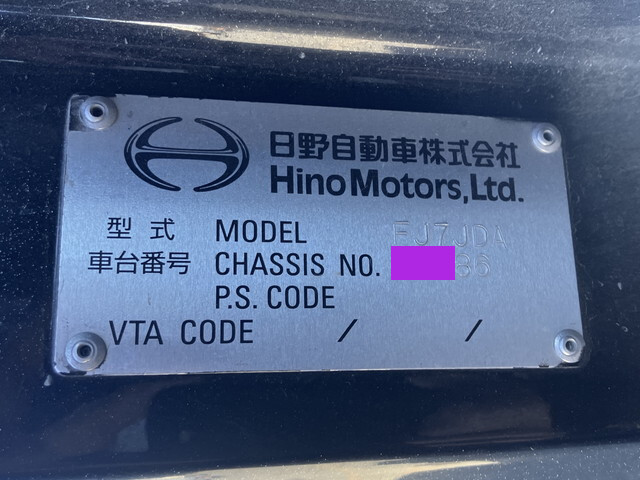 日野自動車株式会社
Hino Motors, Ltd.
型式 MODEL FJ7JDA
車台番号 CHASSIS NO. 36
P.S. CODE
VTA CODE / /